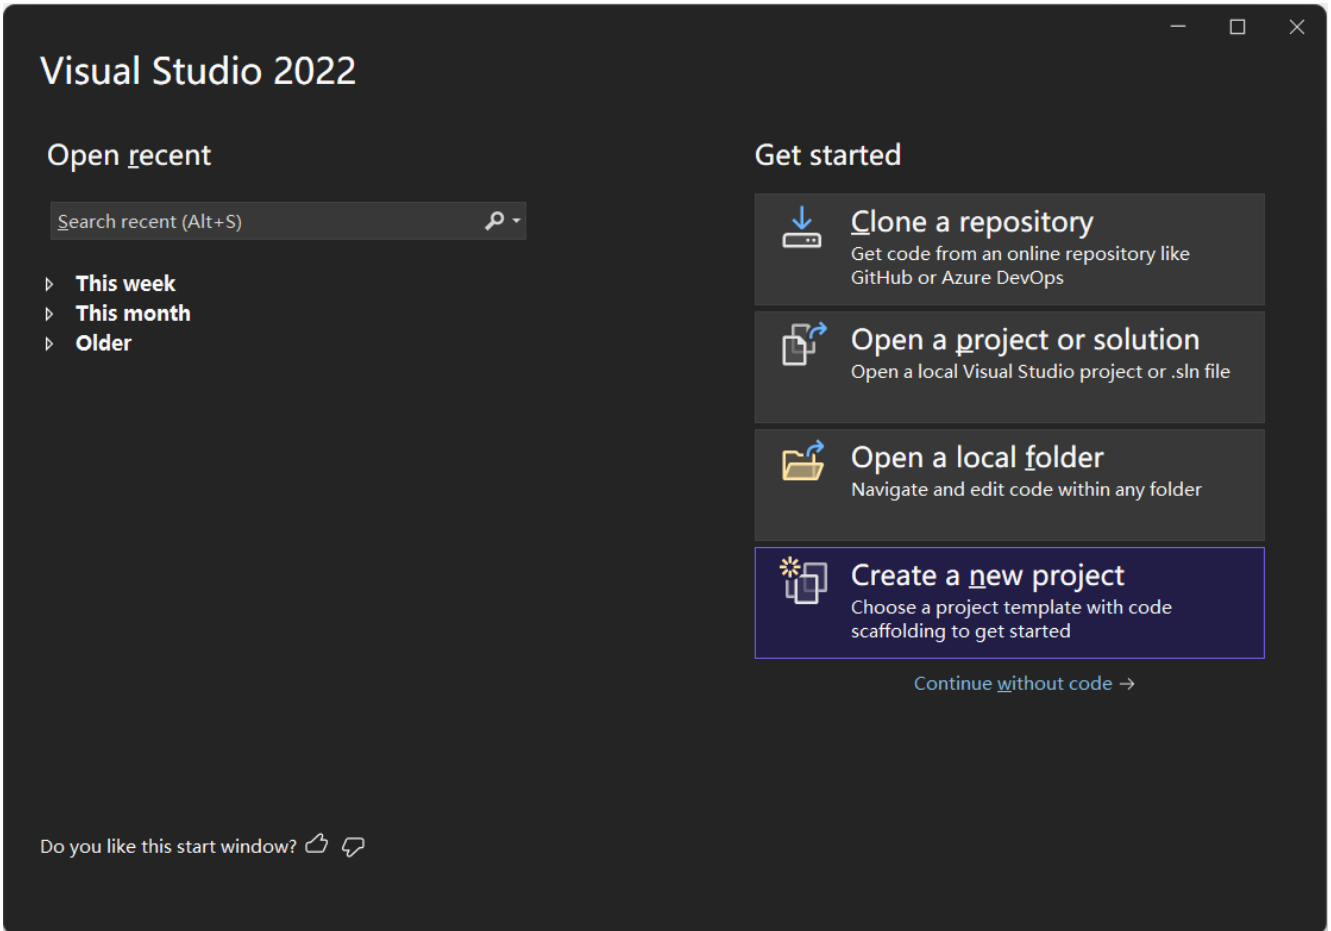 Visual Studio 2022
Open recent
Search recent (Alt+S)
This week
This month
Older
Get started
Clone a repository
Get code from an online repository like
GitHub or Azure DevOps
Open a project or solution
Open a local Visual Studio project or .sln file
Open a local folder
Navigate and edit code within any folder
Create a new project
Choose a project template with code
scaffolding to get started
Continue without code →
Do you like this start window?